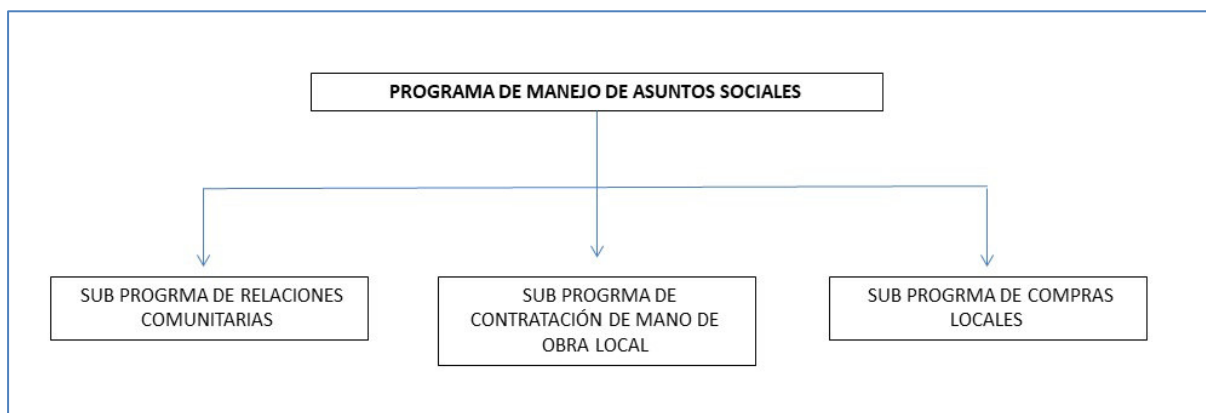 PROGRAMA DE MANEJO DE ASUNTOS SOCIALES
SUB PROGRMA DE RELACIONES
COMUNITARIAS
SUB PROGRMA DE
CONTRATACIÓN DE MANO DE
OBRA LOCAL
SUB PROGRMA DE COMPRAS
LOCALES